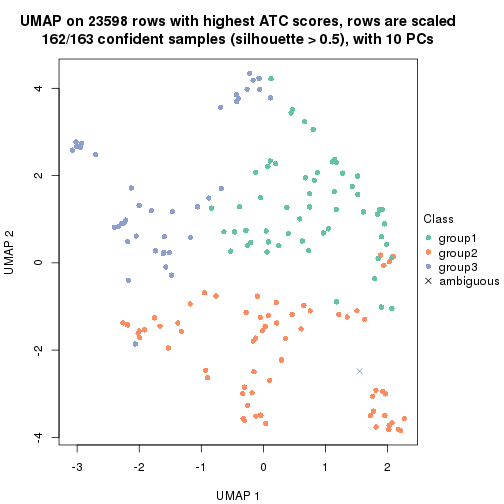 UMAP on 23598 rows with highest ATC scores, rows are scaled
162/163 confident samples (silhouette > 0.5), with 10 PCs
4
2
0
-2
-4
UMAP 2
-3
-2
-1
0
1
2
UMAP 1
Class
group1
group2
group3
ambiguous